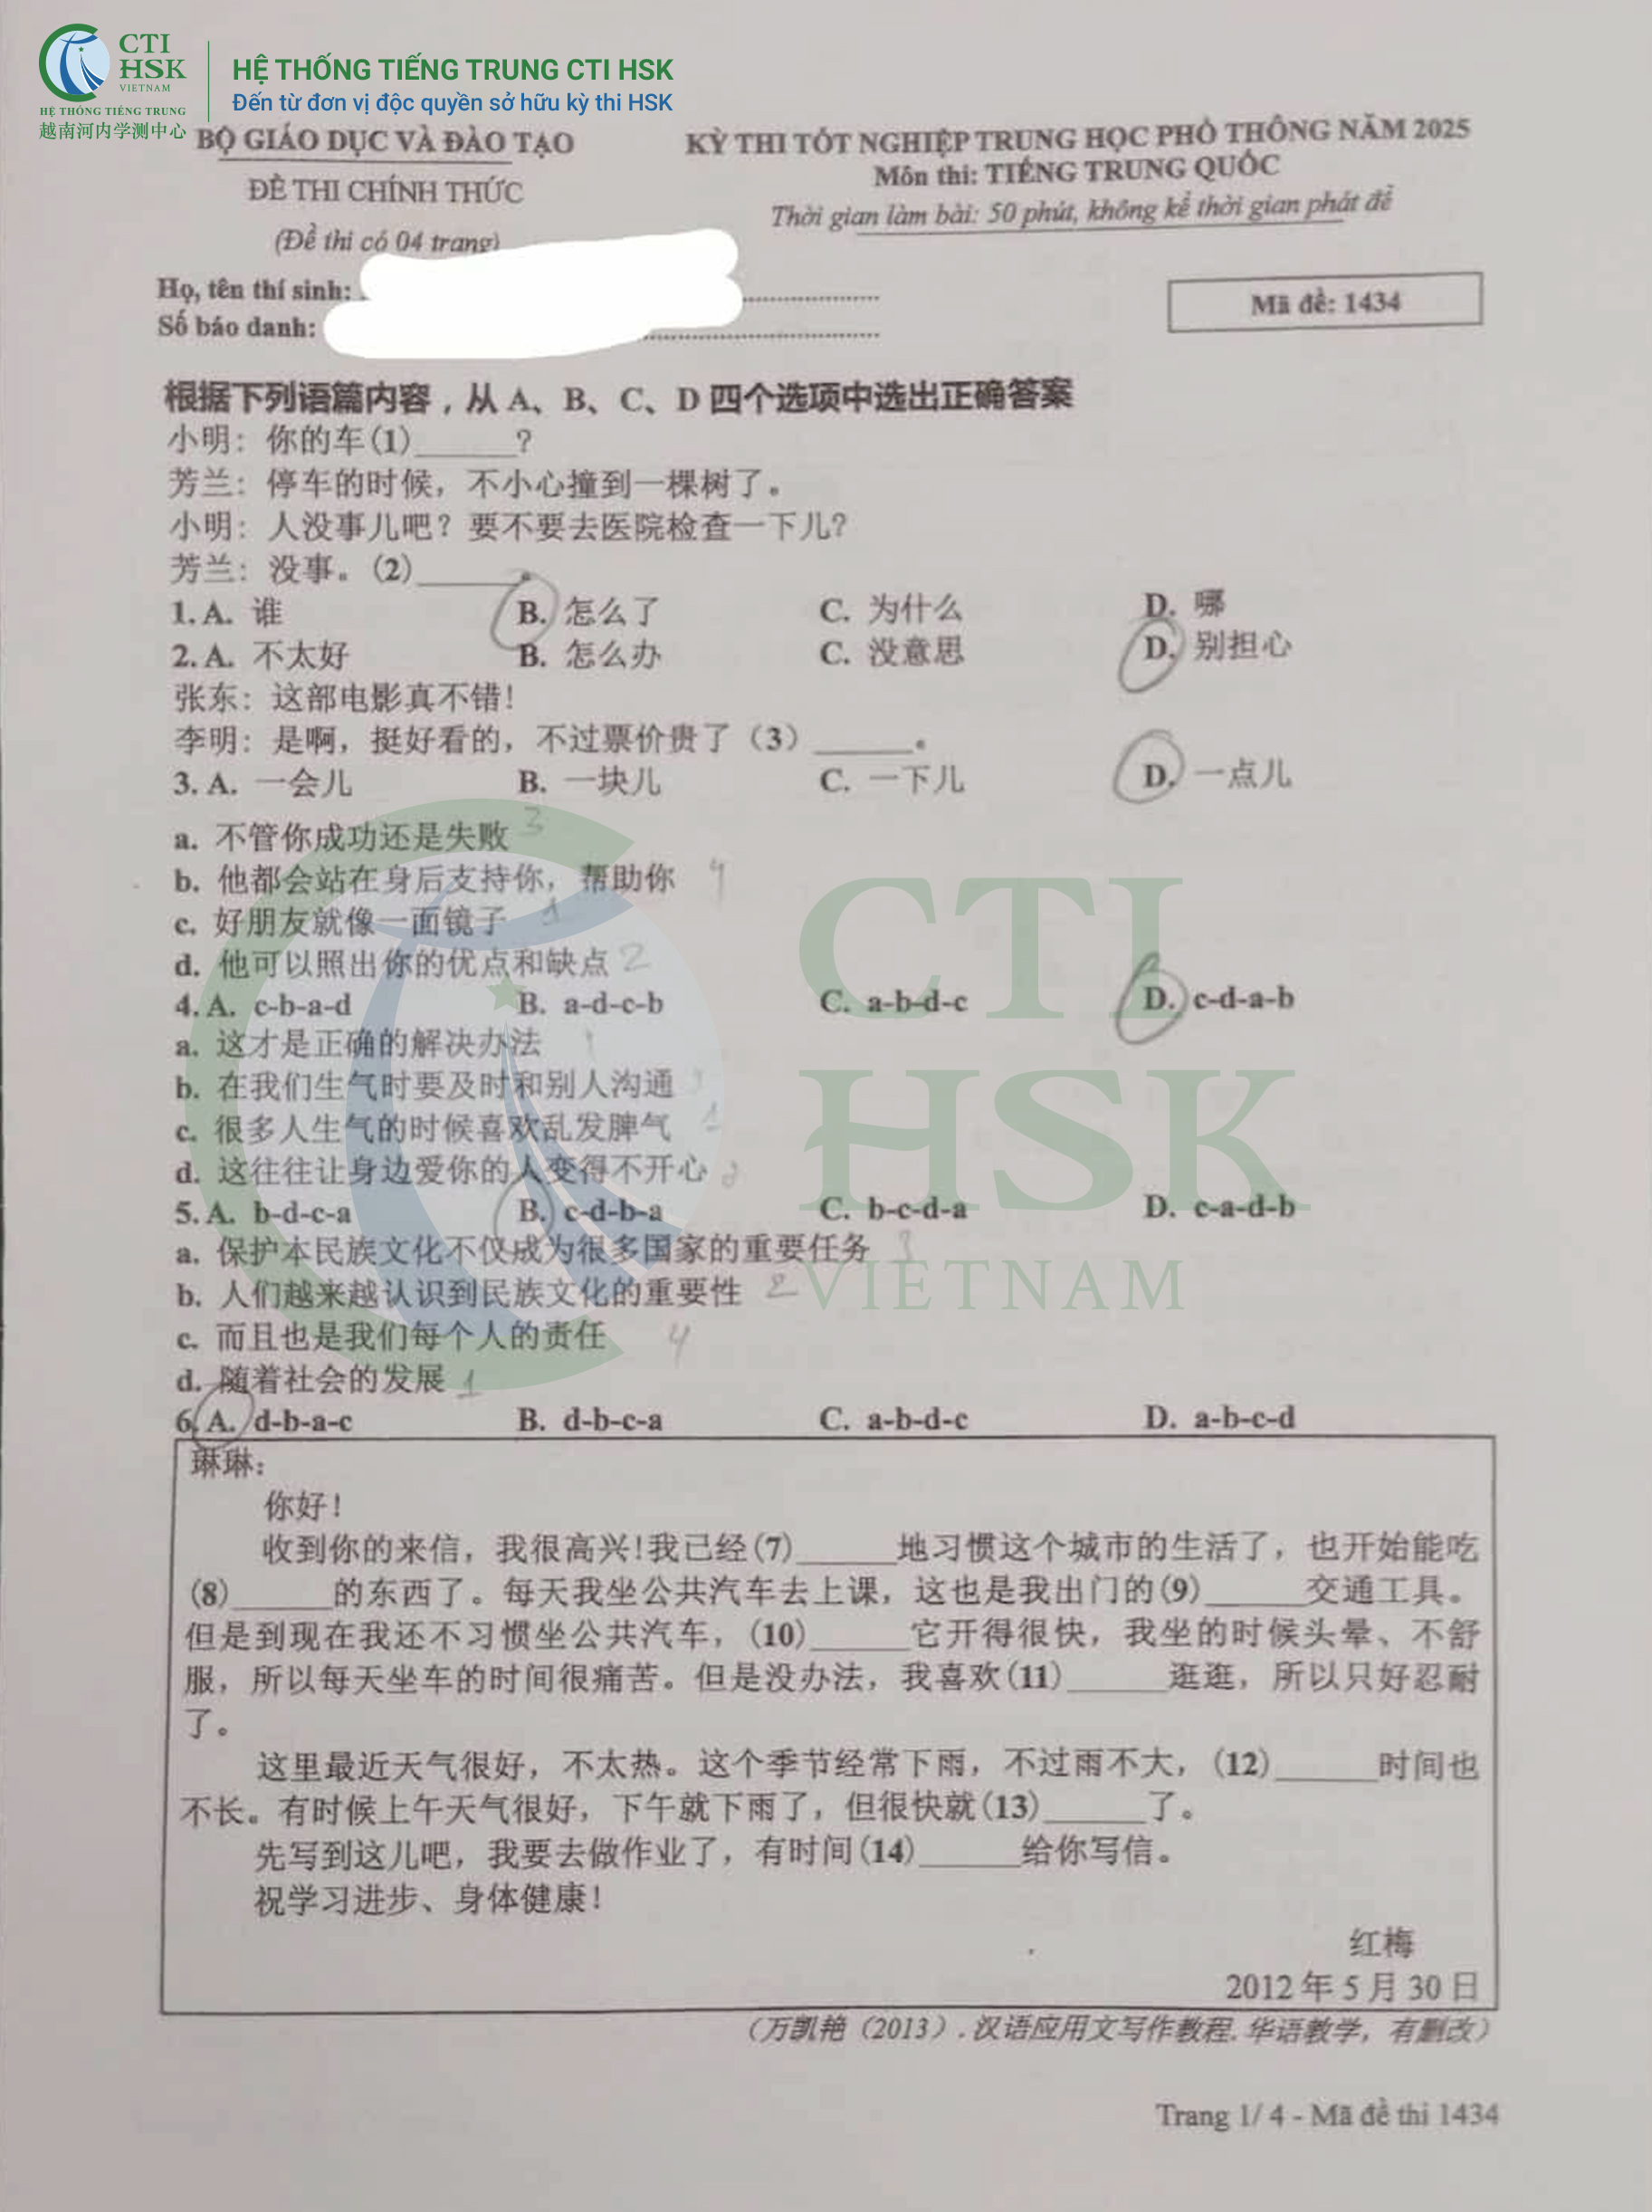 CTI
HSK
VIETNAM
HỆ THỐNG TIẾNG TRUNG
越南河内学测中心
HỆ THỐNG TIẾNG TRUNG CTI HSK
Đến từ đơn vị độc quyền sở hữu kỳ thi HSK
BỘ GIÁO DỤC VÀ ĐÀO TẠO
ĐỀ THI CHÍNH THỨC
(Đề thi có 04 trang)
KỲ THI TỐT NGHIỆP TRUNG HỌC PHỔ THÔNG NĂM 2025
Môn thi: TIẾNG TRUNG QUỐC
Thời gian làm bài: 50 phút, không kể thời gian phát đề
Họ, tên thí sinh:
Số báo danh:
Mã đề: 1434
根据下列语篇内容，从 A、B、C、D 四个选项中选出正确答案
小明：你的车(1)______?
芳兰：停车的时候，不小心撞到一棵树了。
小明：人没事儿吧？要不要去医院检查一下儿？
芳兰：没事。(2)______。
1. A. 谁 B. 怎么了 C. 为什么 D. 哪
2. A. 不太好 B. 怎么办 C. 没意思 D. 别担心
张东：这部电影真不错！
李明：是啊，挺好看的，不过票价贵了（3）______。
3. A. 一会儿 B. 一块儿 C. 一下儿 D. 一点儿
a. 不管你成功还是失败 3
b. 他都会站在身后支持你，帮助你 4
c. 好朋友就像一面镜子 1
d. 他可以照出你的优点和缺点 2
4. A. c-b-a-d B. a-d-c-b C. a-b-d-c D. c-d-a-b
a. 这才是正确的解决办法
b. 在我们生气时要及时和别人沟通
c. 很多人生气的时候喜欢乱发脾气 1
d. 这往往让身边爱你的人变得不开心 2
5. A. b-d-c-a B. c-d-b-a C. b-c-d-a D. c-a-d-b
a. 保护本民族文化不仅成为很多国家的重要任务 3
b. 人们越来越认识到民族文化的重要性 2
c. 而且也是我们每个人的责任 4
d. 随着社会的发展 1
6. A. d-b-a-c B. d-b-c-a C. a-b-d-c D. a-b-c-d
CTI
HSK
VIETNAM
琳琳：
你好！
收到你的来信，我很高兴！我已经(7)______地习惯这个城市的生活了，也开始能吃
(8)______的东西了。每天我坐公共汽车去上课，这也是我出门的(9)______交通工具。
但是到现在我还不习惯坐公共汽车，(10)______它开得很快，我坐的时候头晕、不舒
服，所以每天坐车的时间很痛苦。但是没办法，我喜欢(11)______逛逛，所以只好忍耐
了。
这里最近天气很好，不太热。这个季节经常下雨，不过雨不大，(12)______时间也
不长。有时候上午天气很好，下午就下雨了，但很快就(13)______了。
先写到这儿吧，我要去做作业了，有时间(14)______给你写信。
祝学习进步、身体健康！
红梅
2012 年 5 月 30 日
（万凯艳（2013）.汉语应用文写作教程.华语教学，有删改）
Trang 1/ 4 - Mã đề thi 1434